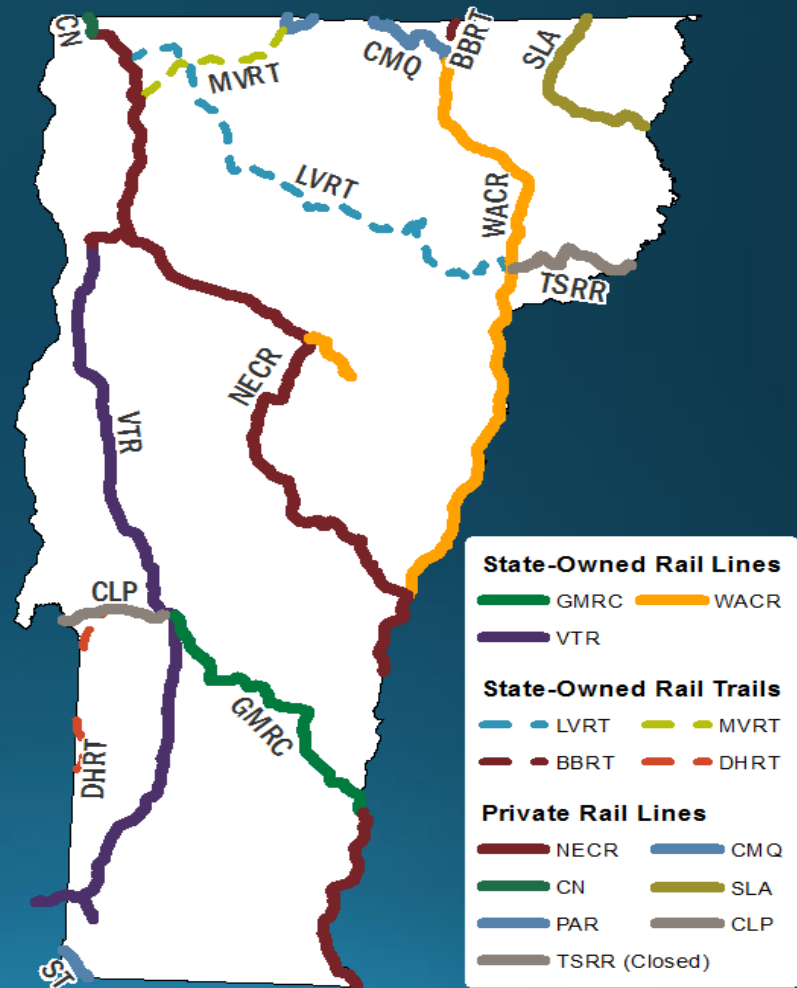 CN
MVRT
CMQ
BBRT
SLA
LVRT
WACR
TSRR
NECR
VTR
CLP
GMRC
DHRT
ST
State-Owned Rail Lines
GMRC WACR
VTR
State-Owned Rail Trails
LVRT MVRT
BBRT DHRT
Private Rail Lines
NECR CMQ
CN SLA
PAR CLP
TSRR (Closed)